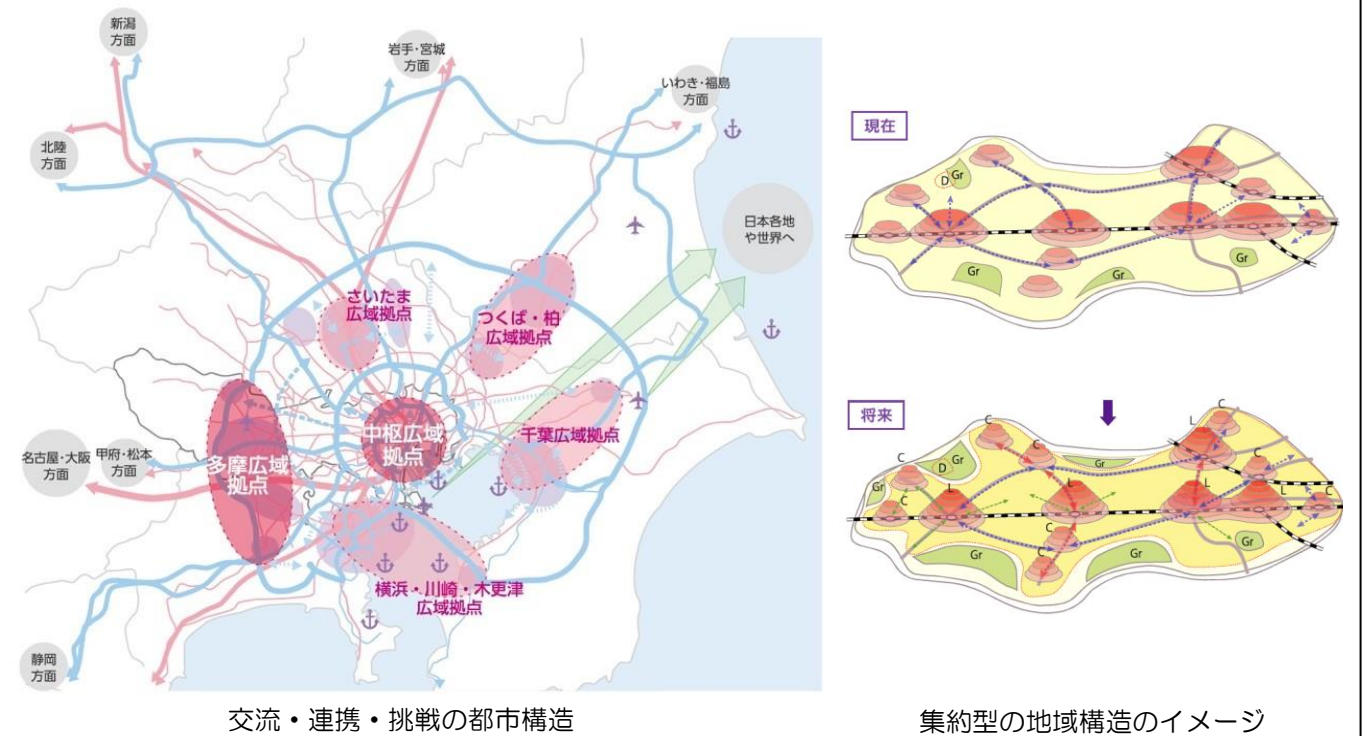 新潟
方面
岩手・宮城
方面
いわき・福島
方面
北陸
方面
日本各地
や世界へ
さいたま
広域拠点
つくば・柏
広域拠点
中枢広域
拠点
千葉広域拠点
多摩広域
拠点
名古屋・大阪
方面
甲府・松本
方面
横浜・川崎・木更津
広域拠点
静岡
方面
交流・連携・挑戦の都市構造
現在
D
Gr
Gr
Gr
将来
C
C
L
C
C
D
Gr
Gr
Gr
C
C
L
L
L
L
C
C
Gr
Gr
Gr
C
集約型の地域構造のイメージ